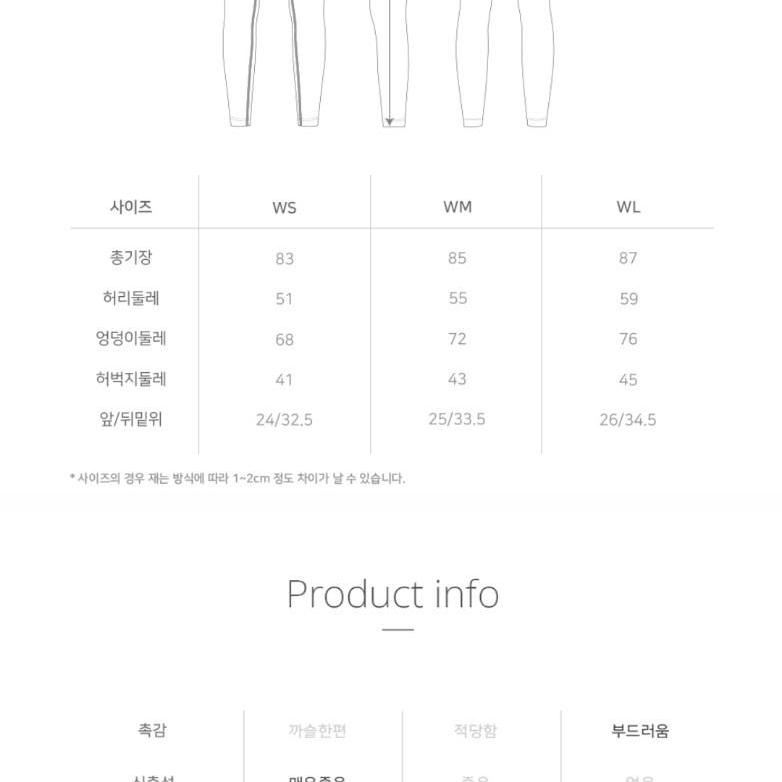 사이즈 WS WM WL
총기장 83 85 87
허리둘레 51 55 59
엉덩이둘레 68 72 76
허벅지둘레 41 43 45
앞/뒤밑위 24/32.5 25/33.5 26/34.5
* 사이즈의 경우 재는 방식에 따라 1~2cm 정도 차이가 날 수 있습니다.
Product info
촉감 까슬한편 적당함 부드러움